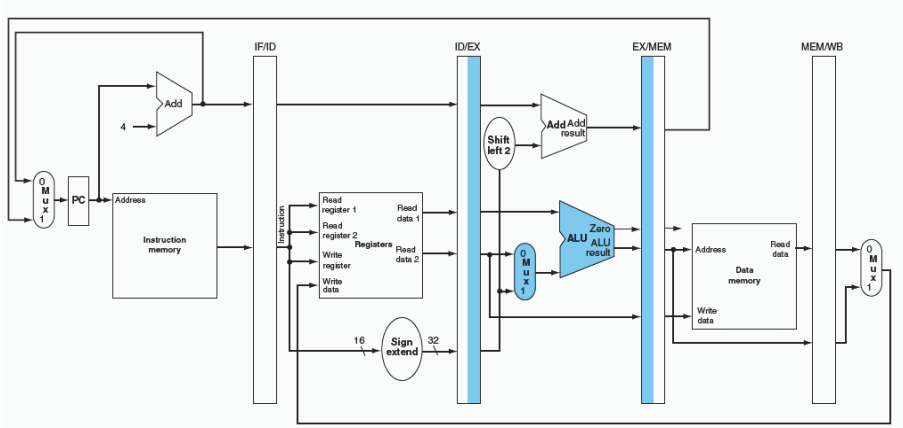 IF/ID
ID/EX
EX/MEM
MEM/WB
Add
4
Shift
left 2
Add
Add
result
0
M
u
x
1
PC
Address
Instruction
memory
Instruction
Read
register 1
Read
register 2
Write
register
Write
data
Registers
Read
data 1
Read
data 2
0
M
u
x
1
ALU
Zero
ALU
result
Address
Read
data
Data
memory
Write
data
0
M
u
x
1
16
Sign
extend
32